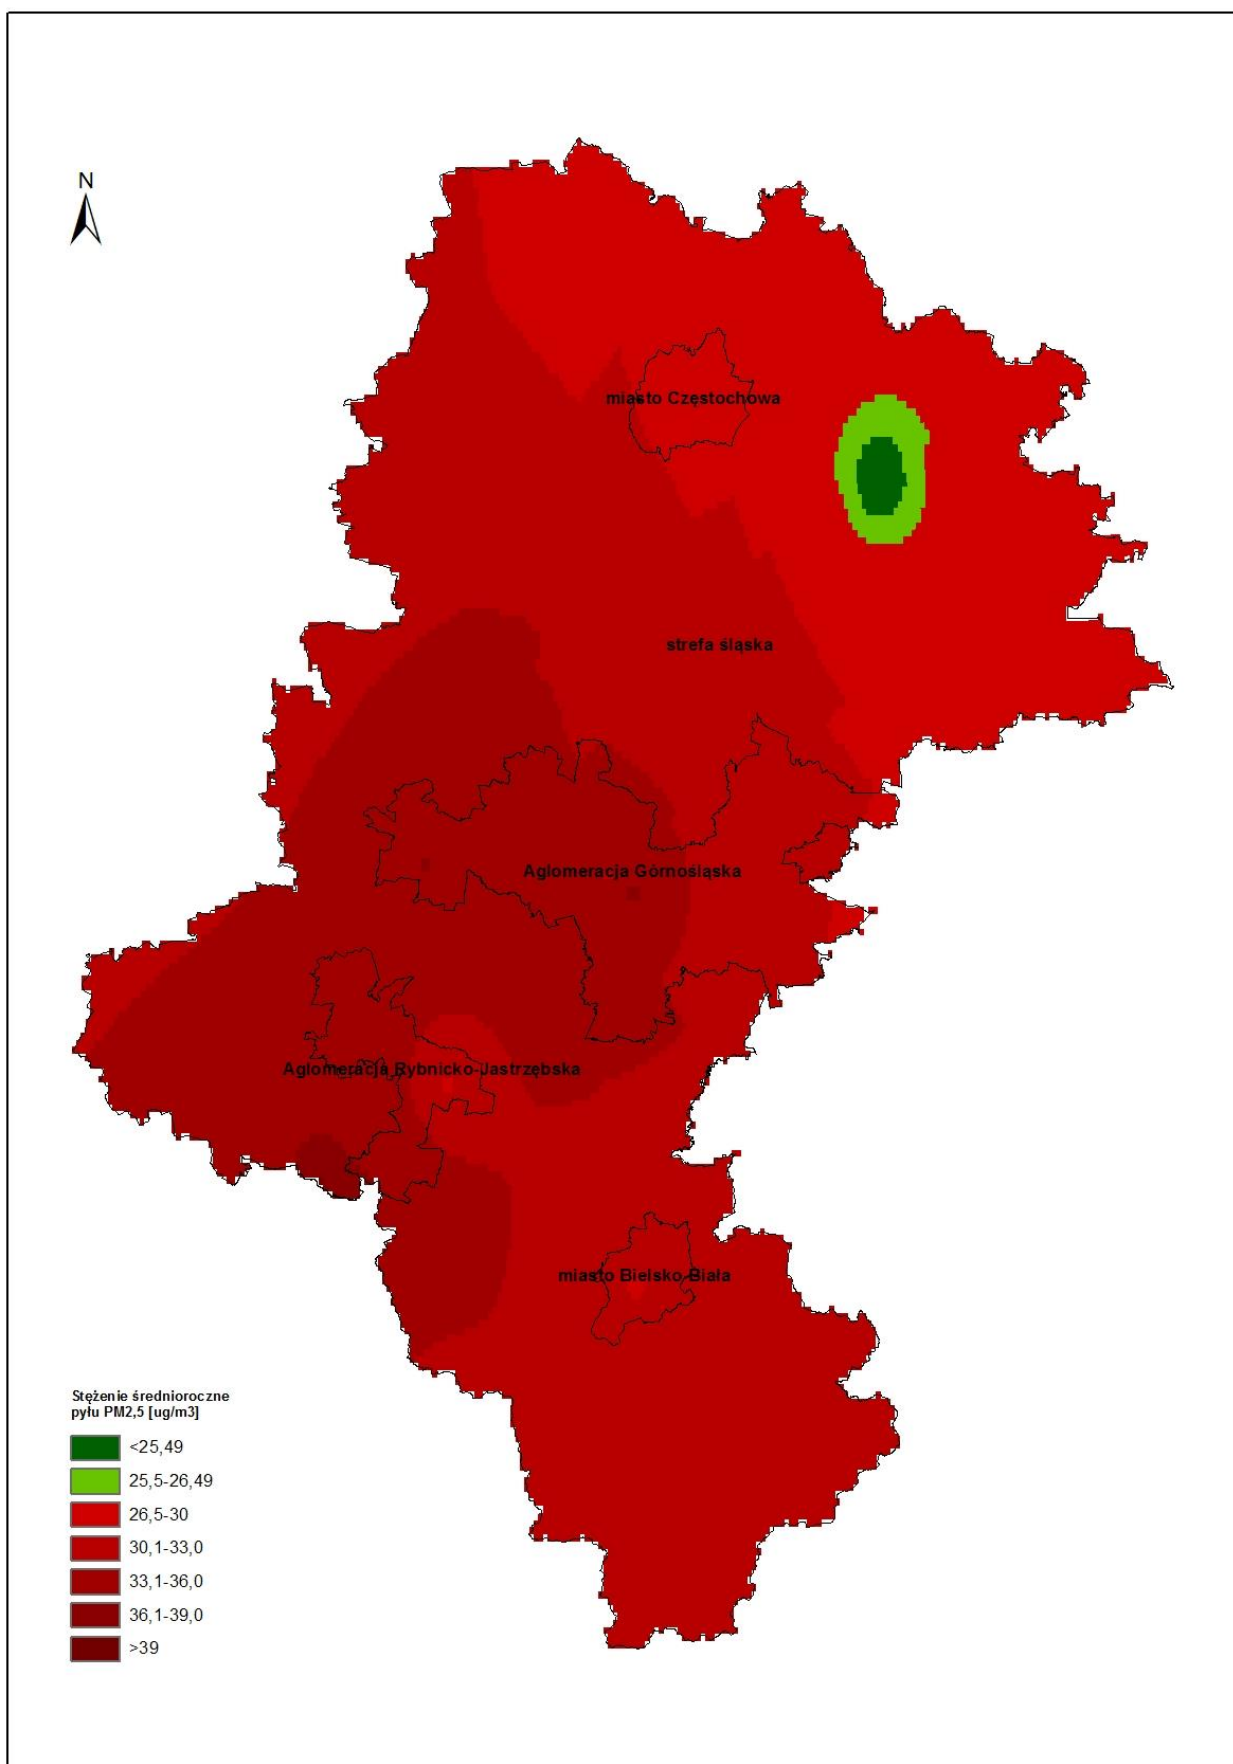 N
miasto Częstochowa
strefa śląska
Aglomeracja Górnośląska
Aglomeracja Rybnicko-Jastrzębska
miasto Bielsko-Biała
Stężenie średnioroczne
pyłu PM2,5 [ug/m3]
<25,49
25,5-26,49
26,5-30
30,1-33,0
33,1-36,0
36,1-39,0
>39